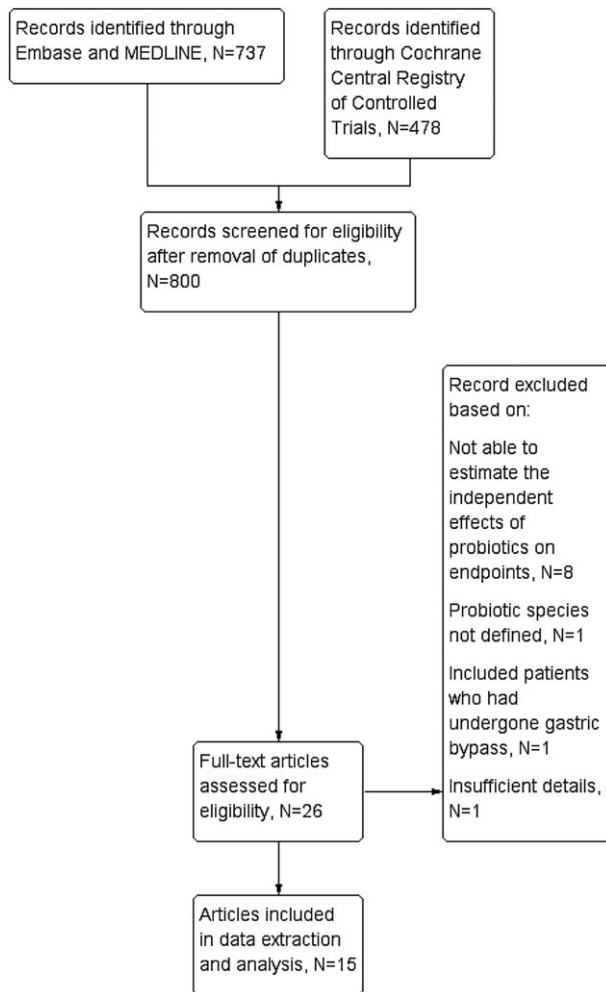 Records identified through
Embase and MEDLINE, N=737
Records identified
through Cochrane
Central Registry
of Controlled
Trials, N=478
Records screened for eligibility
after removal of duplicates,
N=800
Record excluded
based on:
Not able to
estimate the
independent
effects of
probiotics on
endpoints, N=8
Probiotic species
not defined, N=1
Included patients
who had
undergone gastric
bypass, N=1
Insufficient details,
N=1
Full-text articles
assessed for
eligibility, N=26
Articles included
in data extraction
and analysis, N=15